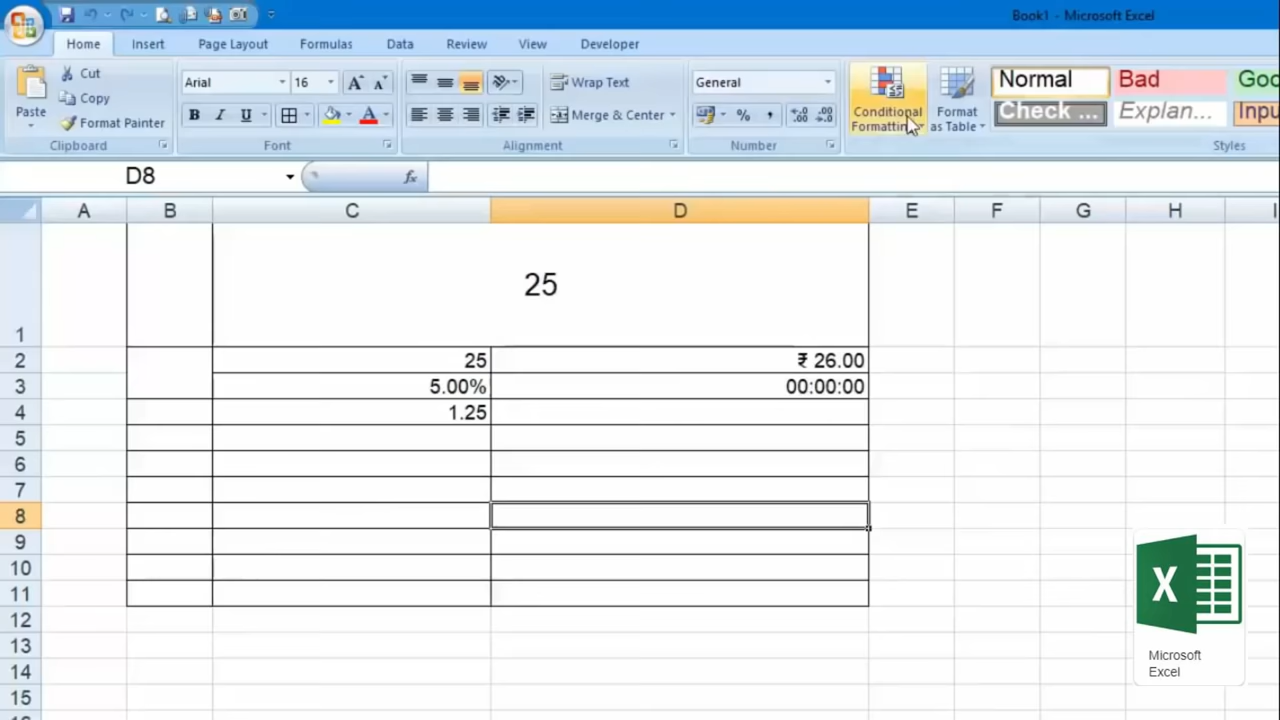 Book1 - Microsoft Excel
Home Insert Page Layout Formulas Data Review View Developer
Paste
Cut
Copy
Format Painter
Clipboard
Arial 16 A A
B I U A
Font
Wrap Text
Merge & Center
Alignment
General
% ,
Number
Conditional
Formatting
Format
as Table
Normal Bad Goo
Check ... Explan... Inpu
Styles
D8 fx
A B C D E F G H I
1 25
2 25 ₹ 26.00
3 5.00% 00:00:00
4 1.25
5
6
7
8
9
10
11
12
13
14
15
X
Microsoft
Excel